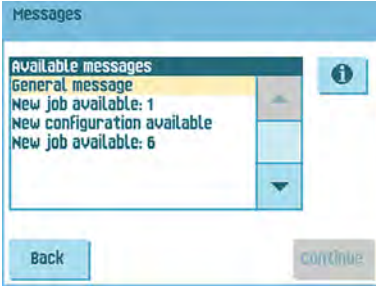 Messages
Available messages
General message
New job available: 1
New configuration available
New job available: 6
Back
Continue